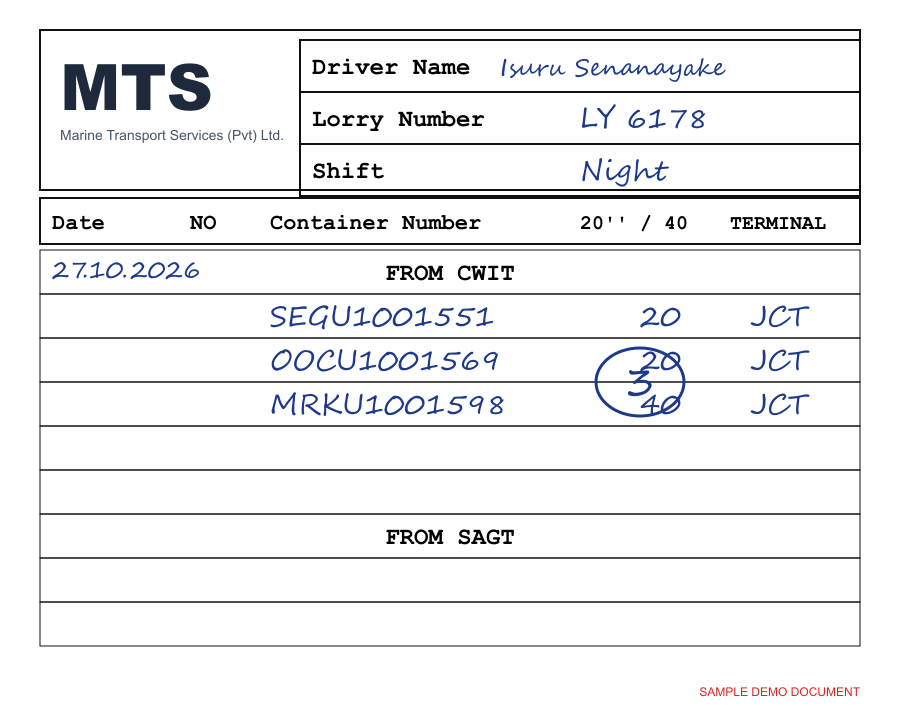 MTS
Marine Transport Services (Pvt) Ltd.
Driver Name Isuru Senanayake
Lorry Number LY 6178
Shift Night
Date NO Container Number 20'' / 40 TERMINAL
27.10.2026 FROM CWIT
SEGU1001551 20 JCT
OOCU1001569 20 JCT
3
MRKU1001598 40 JCT
FROM SAGT
SAMPLE DEMO DOCUMENT